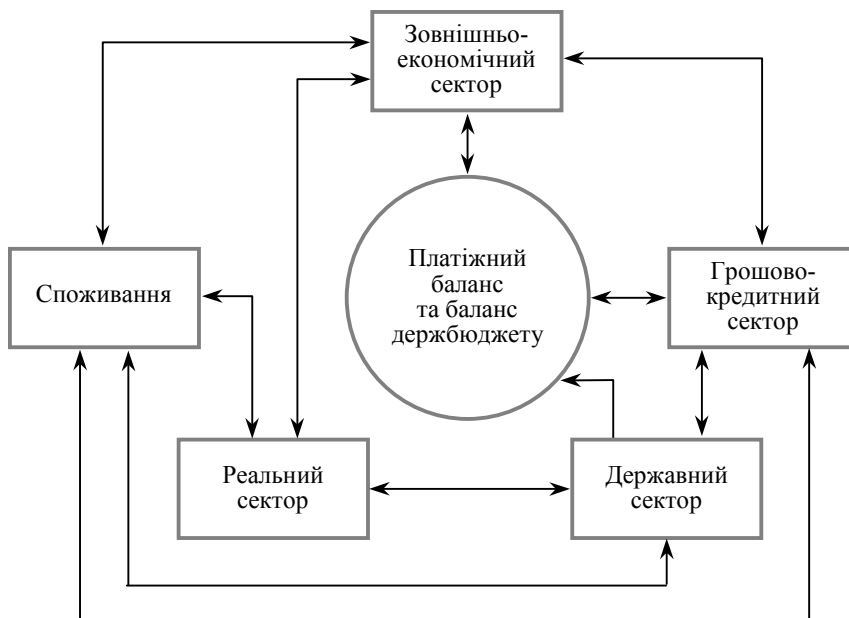 Зовнішньо-
економічний
сектор
Споживання
Платіжний
баланс
та баланс
держбюджету
Грошово-
кредитний
сектор
Реальний
сектор
Державний
сектор